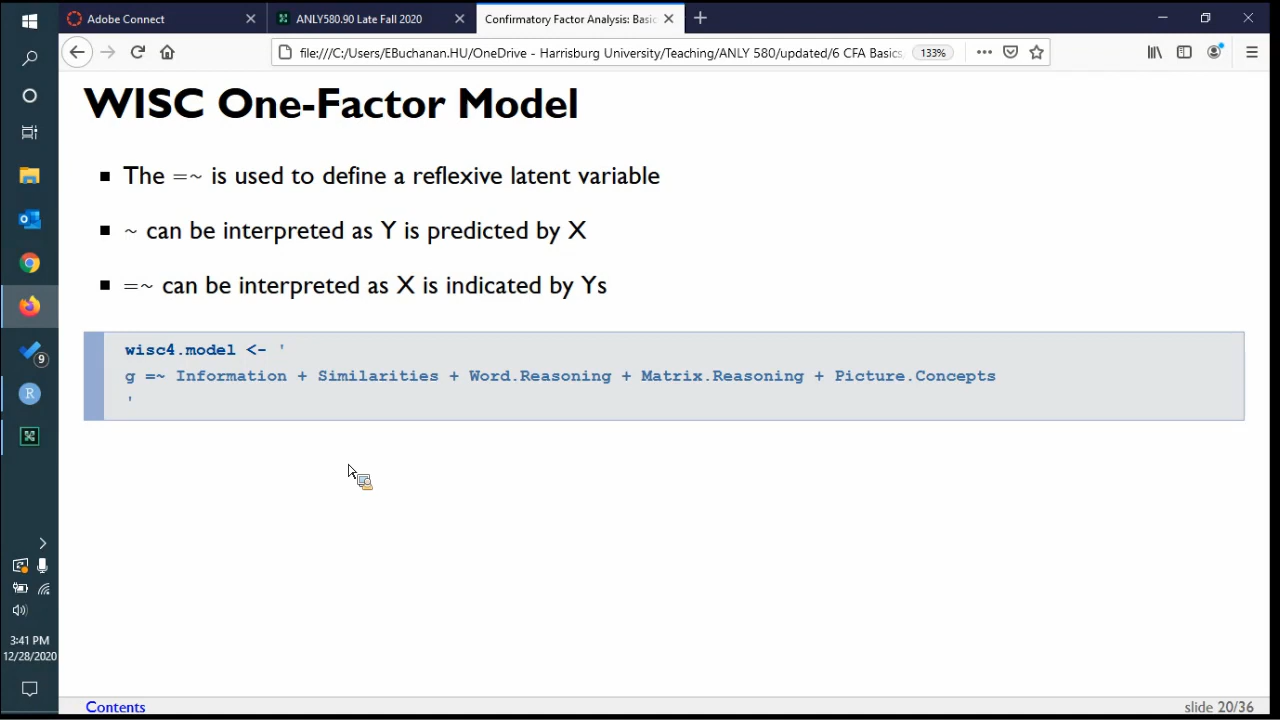 Adobe Connect
ANLY580.90 Late Fall 2020
Confirmatory Factor Analysis: Basic
file:///C:/Users/EBuchanan.HU/OneDrive - Harrisburg University/Teaching/ANLY 580/updated/6 CFA Basics,
133%
WISC One-Factor Model
The =~ is used to define a reflexive latent variable
~ can be interpreted as Y is predicted by X
=~ can be interpreted as X is indicated by Ys
wisc4.model <- '
g =~ Information + Similarities + Word.Reasoning + Matrix.Reasoning + Picture.Concepts
'
9
R
3:41 PM
12/28/2020
Contents
slide 20/36